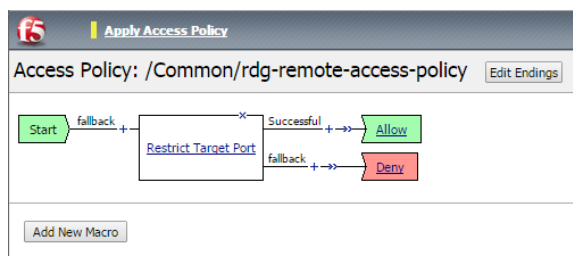 f5
Apply Access Policy
Access Policy: /Common/rdg-remote-access-policy Edit Endings
Start fallback + Restrict Target Port × Successful + Allow
fallback + Deny
Add New Macro